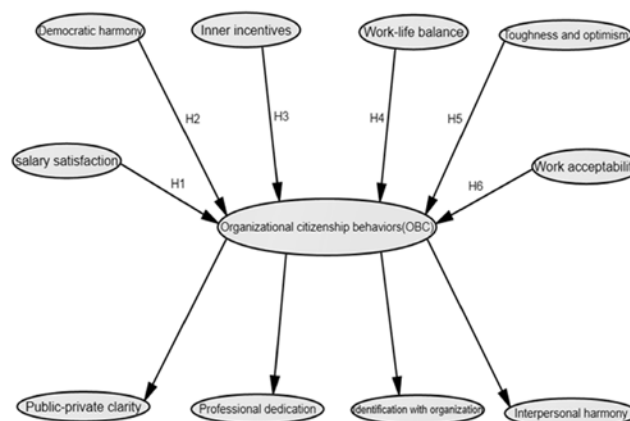 Democratic harmony
Inner incentives
Work-life balance
Toughness and optimism
H2
H3
H4
H5
salary satisfaction
Work acceptabilit
H1
H6
Organizational citizenship behaviors(OBC)
Public-private clarity
Professional dedication
Identification with organization
Interpersonal harmony